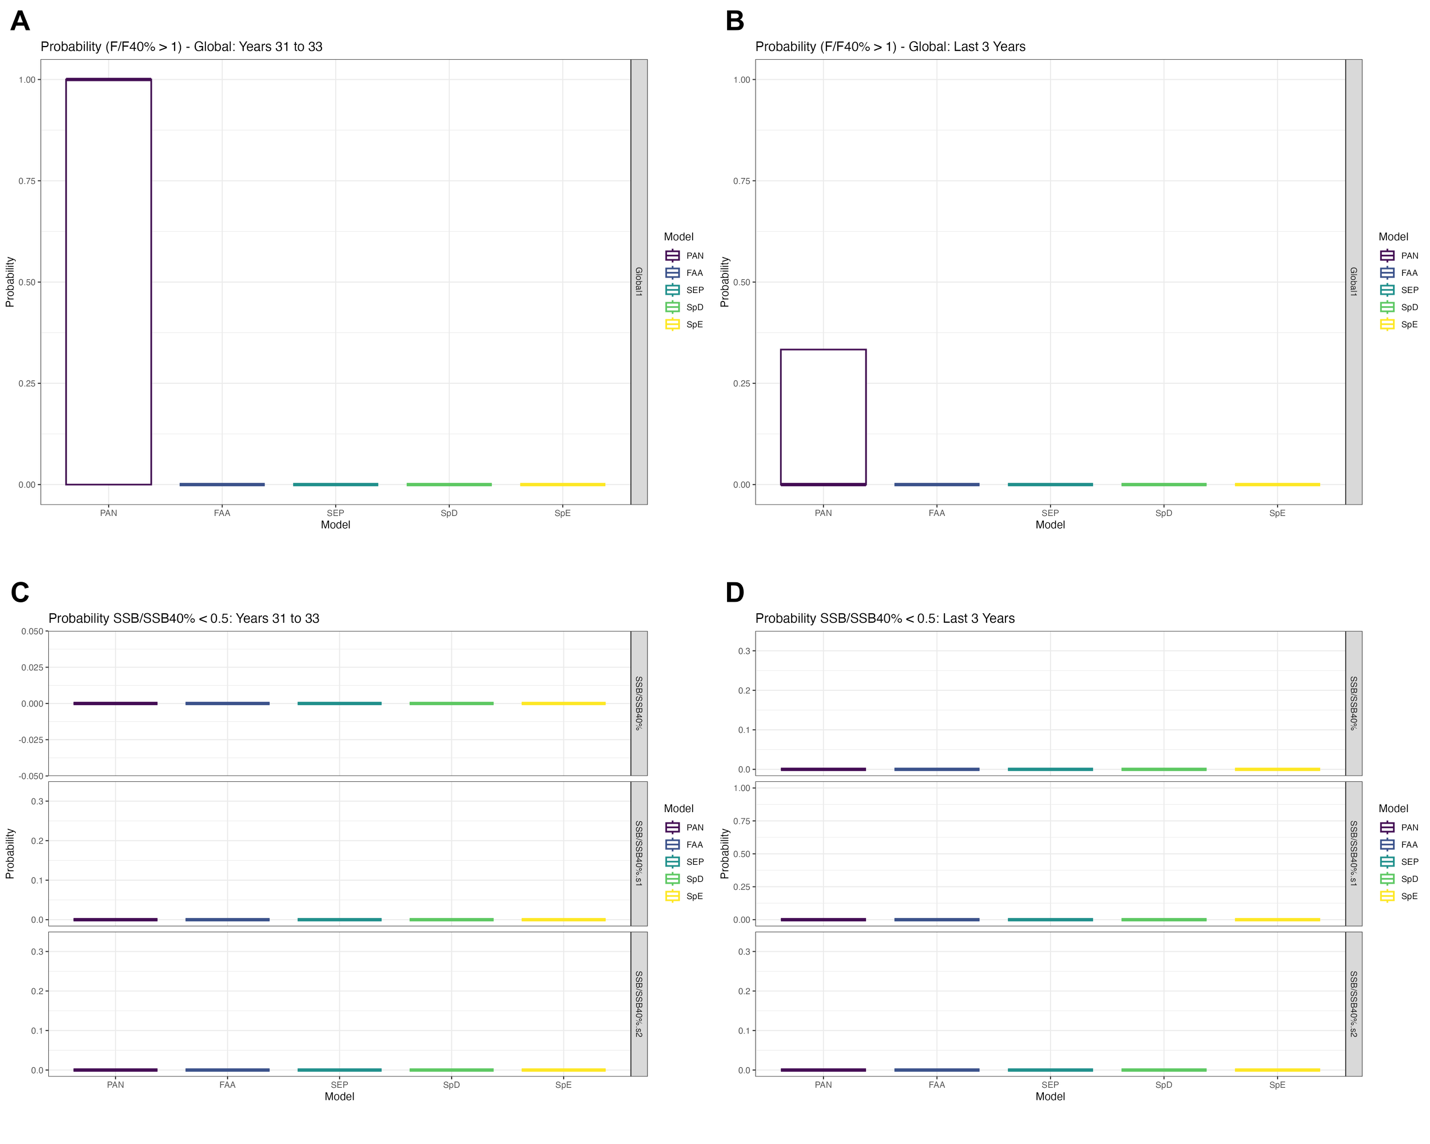 A
Probability (F/F40% > 1) - Global: Years 31 to 33
1.00
0.75
0.50
0.25
0.00
Probability
PAN
FAA
SEP
SpD
SpE
Model
Global1
Model
PAN
FAA
SEP
SpD
SpE
B
Probability (F/F40% > 1) - Global: Last 3 Years
1.00
0.75
0.50
0.25
0.00
Probability
PAN
FAA
SEP
SpD
SpE
Model
Global1
Model
PAN
FAA
SEP
SpD
SpE
C
Probability SSB/SSB40% < 0.5: Years 31 to 33
0.050
0.025
0.000
-0.025
-0.050
SSB/SSB40%
0.3
0.2
0.1
0.0
SSB/SSB40%.s1
0.3
0.2
0.1
0.0
SSB/SSB40%.s2
Probability
PAN
FAA
SEP
SpD
SpE
Model
Model
PAN
FAA
SEP
SpD
SpE
D
Probability SSB/SSB40% < 0.5: Last 3 Years
0.3
0.2
0.1
0.0
SSB/SSB40%
1.00
0.75
0.50
0.25
0.00
SSB/SSB40%.s1
0.3
0.2
0.1
0.0
SSB/SSB40%.s2
Probability
PAN
FAA
SEP
SpD
SpE
Model
Model
PAN
FAA
SEP
SpD
SpE